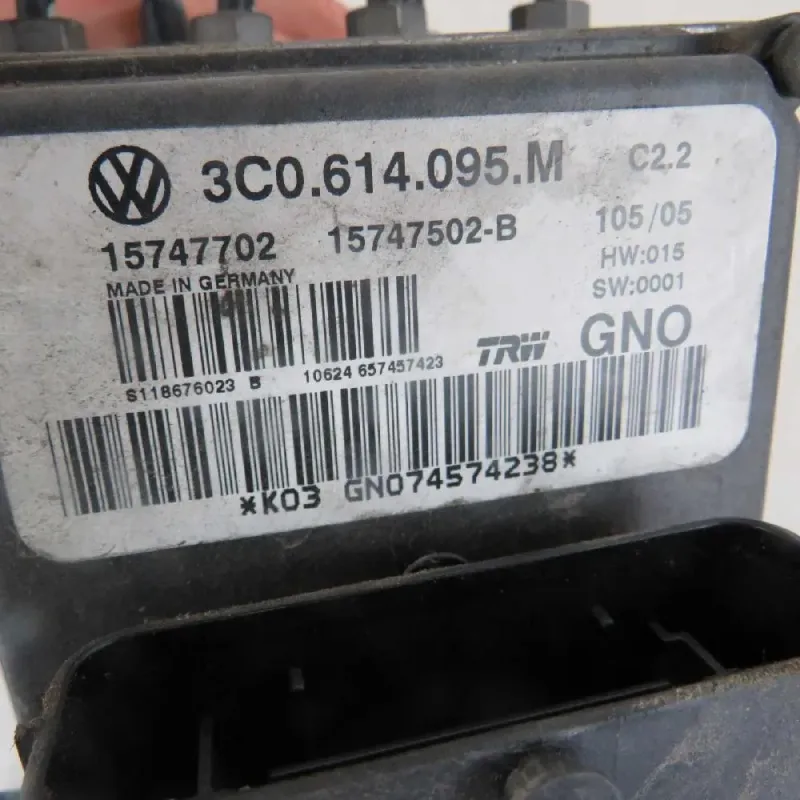 3C0.614.095.M C2.2
15747702 15747502-B 105/05
MADE IN GERMANY HW:015
SW:0001
S118676023 B 10624 657457423 TRW GNO
*K03 GNO74574238*